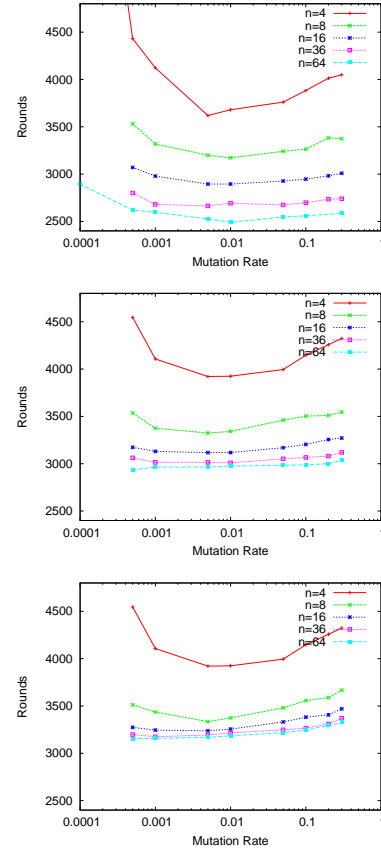 4500
4000
3500
3000
2500
0.0001
0.001
0.01
0.1
1
Rounds
Mutation Rate
n=4
n=8
n=16
n=36
n=64
4500
4000
3500
3000
2500
0.0001
0.001
0.01
0.1
1
Rounds
Mutation Rate
n=4
n=8
n=16
n=36
n=64
4500
4000
3500
3000
2500
0.0001
0.001
0.01
0.1
1
Rounds
Mutation Rate
n=4
n=8
n=16
n=36
n=64